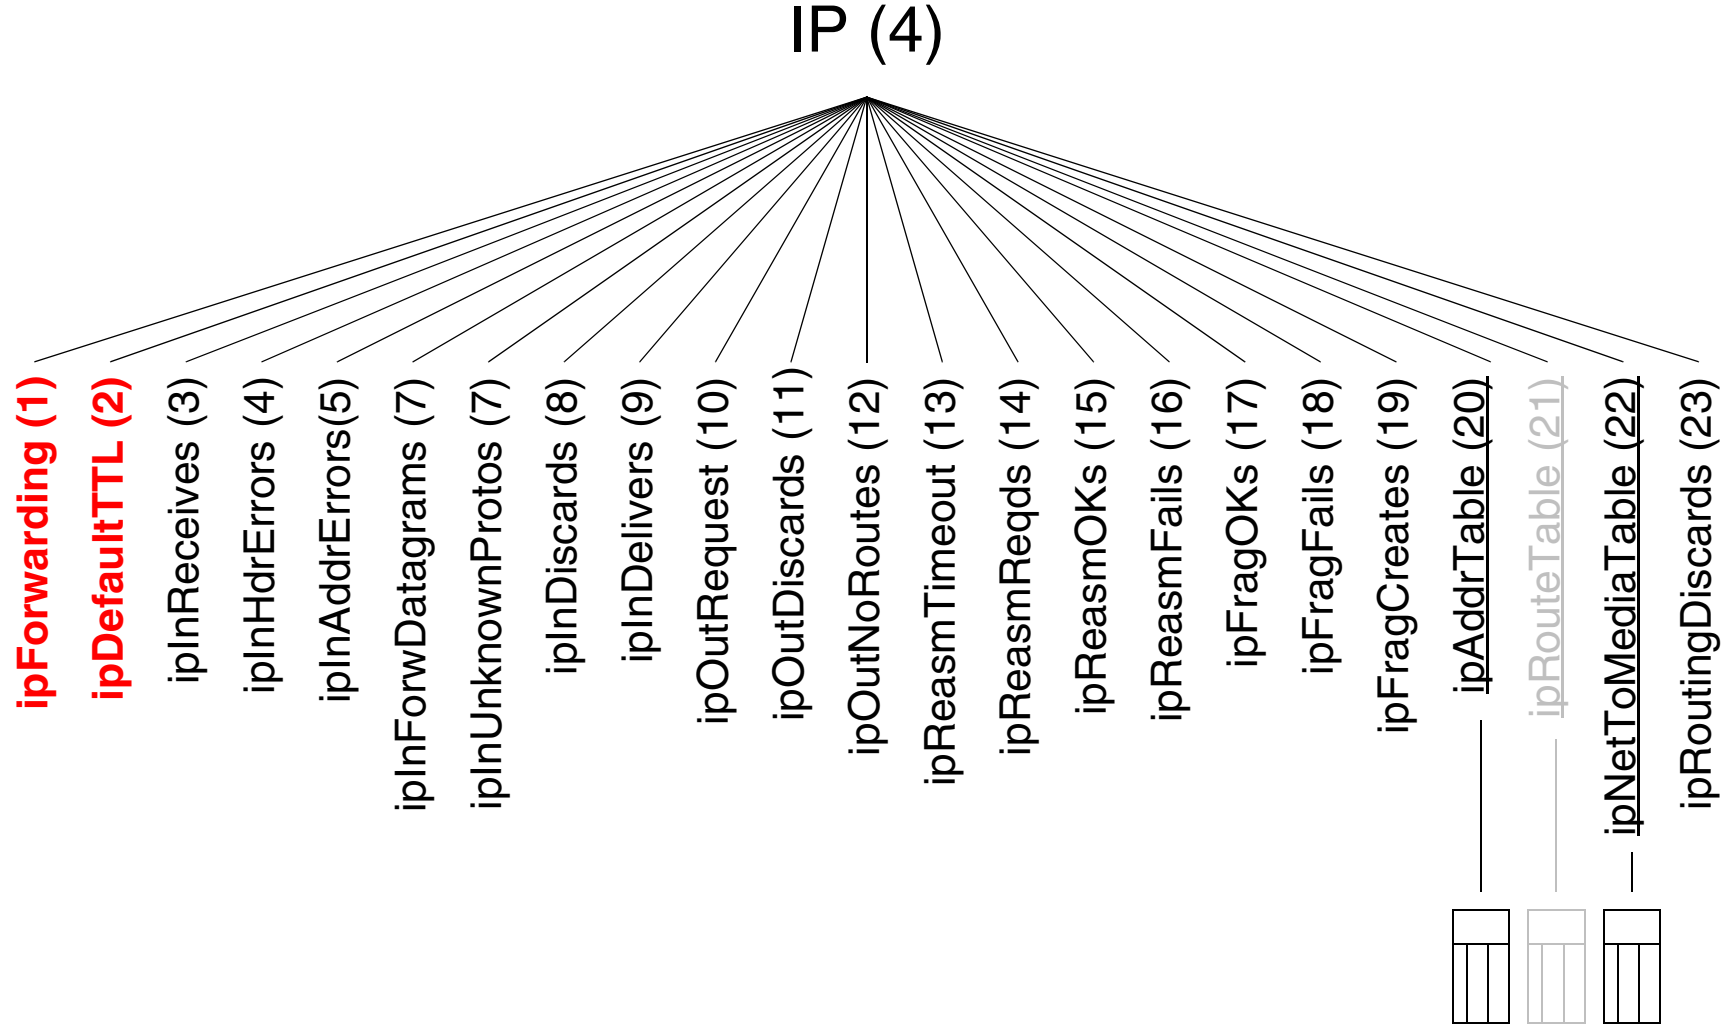 IP (4)
ipForwarding (1)
ipDefaultTTL (2)
ipInReceives (3)
ipInHdrErrors (4)
ipInAddrErrors(5)
ipInForwDatagrams (7)
ipInUnknownProtos (7)
ipInDiscards (8)
ipInDelivers (9)
ipOutRequest (10)
ipOutDiscards (11)
ipOutNoRoutes (12)
ipReasmTimeout (13)
ipReasmReqds (14)
ipReasmOKs (15)
ipReasmFails (16)
ipFragOKs (17)
ipFragFails (18)
ipFragCreates (19)
ipAddrTable (20)
ipRouteTable (21)
ipNetToMediaTable (22)
ipRoutingDiscards (23)